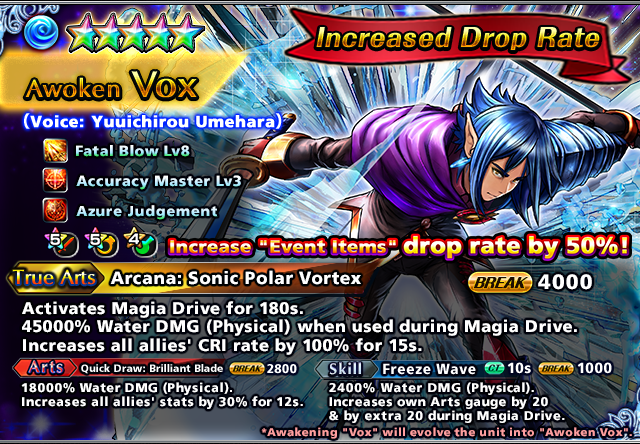 Increased Drop Rate
Awoken Vox
(Voice: Yuuichirou Umehara)
Fatal Blow Lv8
Accuracy Master Lv3
Azure Judgement
5 5 4
Increase "Event Items" drop rate by 50%!
True Arts Arcana: Sonic Polar Vortex BREAK 4000
Activates Magia Drive for 180s.
45000% Water DMG (Physical) when used during Magia Drive.
Increases all allies' CRI rate by 100% for 15s.
Arts Quick Draw: Brilliant Blade BREAK 2800
18000% Water DMG (Physical).
Increases all allies' stats by 30% for 12s.
Skill Freeze Wave CT 10s BREAK 1000
2400% Water DMG (Physical).
Increases own Arts gauge by 20
& by extra 20 during Magia Drive.
*Awakening "Vox" will evolve the unit into "Awoken Vox".